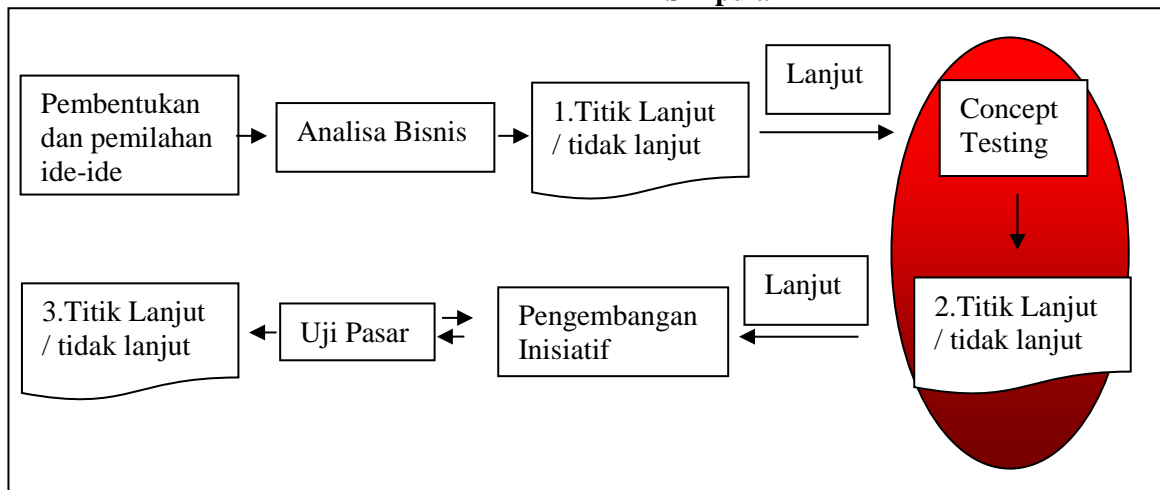 Pembentukan
dan pemilahan
ide-ide
Analisa Bisnis
1.Titik Lanjut
/ tidak lanjut
Lanjut
Concept
Testing
3.Titik Lanjut
/ tidak lanjut
Uji Pasar
Pengembangan
Inisiatif
Lanjut
2.Titik Lanjut
/ tidak lanjut